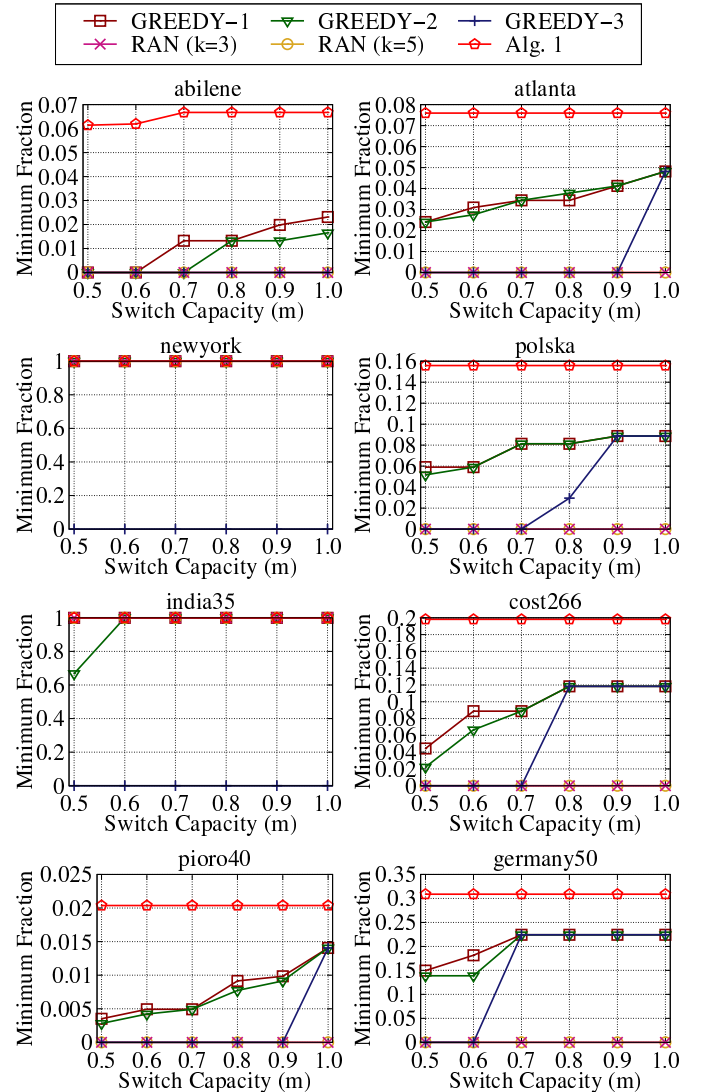 GREEDY−1 GREEDY−2 GREEDY−3
RAN (k=3) RAN (k=5) Alg. 1
abilene
Minimum Fraction
0.07
0.06
0.05
0.04
0.03
0.02
0.01
0
0.5 0.6 0.7 0.8 0.9 1.0
Switch Capacity (m)
atlanta
Minimum Fraction
0.08
0.07
0.06
0.05
0.04
0.03
0.02
0.01
0
0.5 0.6 0.7 0.8 0.9 1.0
Switch Capacity (m)
newyork
Minimum Fraction
1
0.8
0.6
0.4
0.2
0
0.5 0.6 0.7 0.8 0.9 1.0
Switch Capacity (m)
polska
Minimum Fraction
0.16
0.14
0.12
0.1
0.08
0.06
0.04
0.02
0
0.5 0.6 0.7 0.8 0.9 1.0
Switch Capacity (m)
india35
Minimum Fraction
1
0.8
0.6
0.4
0.2
0
0.5 0.6 0.7 0.8 0.9 1.0
Switch Capacity (m)
cost266
Minimum Fraction
0.2
0.18
0.16
0.14
0.12
0.1
0.08
0.06
0.04
0.02
0
0.5 0.6 0.7 0.8 0.9 1.0
Switch Capacity (m)
pioro40
Minimum Fraction
0.025
0.02
0.015
0.01
0.005
0
0.5 0.6 0.7 0.8 0.9 1.0
Switch Capacity (m)
germany50
Minimum Fraction
0.35
0.3
0.25
0.2
0.15
0.1
0.05
0
0.5 0.6 0.7 0.8 0.9 1.0
Switch Capacity (m)